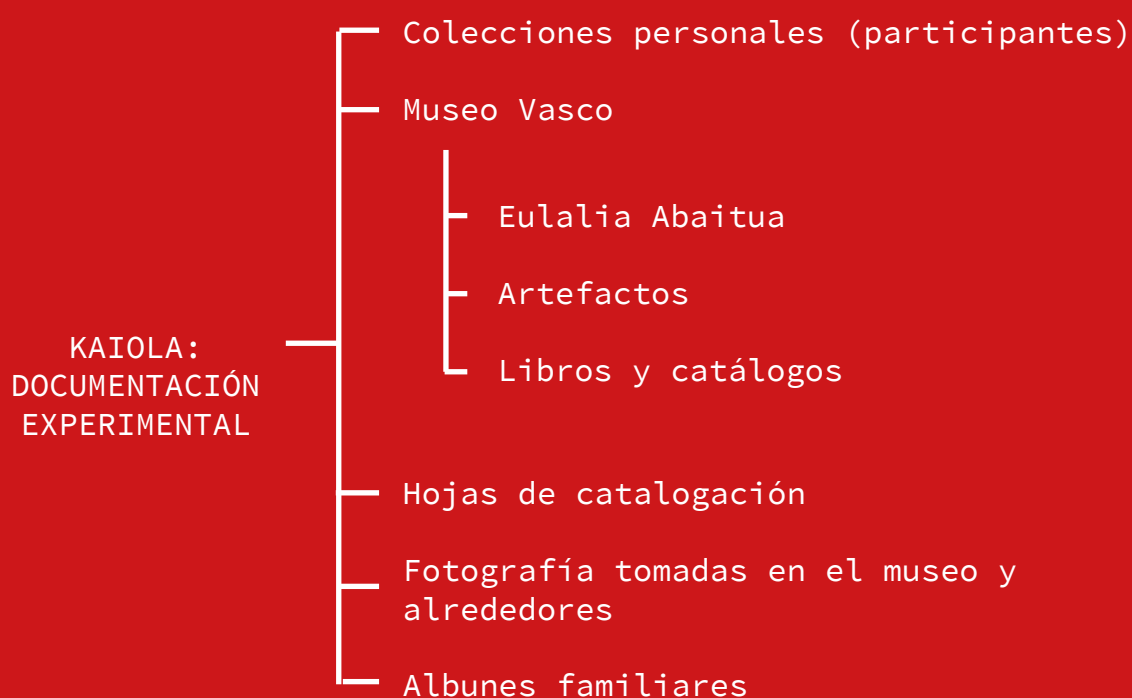 KAIOLA:
DOCUMENTACIÓN
EXPERIMENTAL
Colecciones personales (participantes)
Museo Vasco
Eulalia Abaitua
Artefactos
Libros y catálogos
Hojas de catalogación
Fotografía tomadas en el museo y
alrededores
Albunes familiares